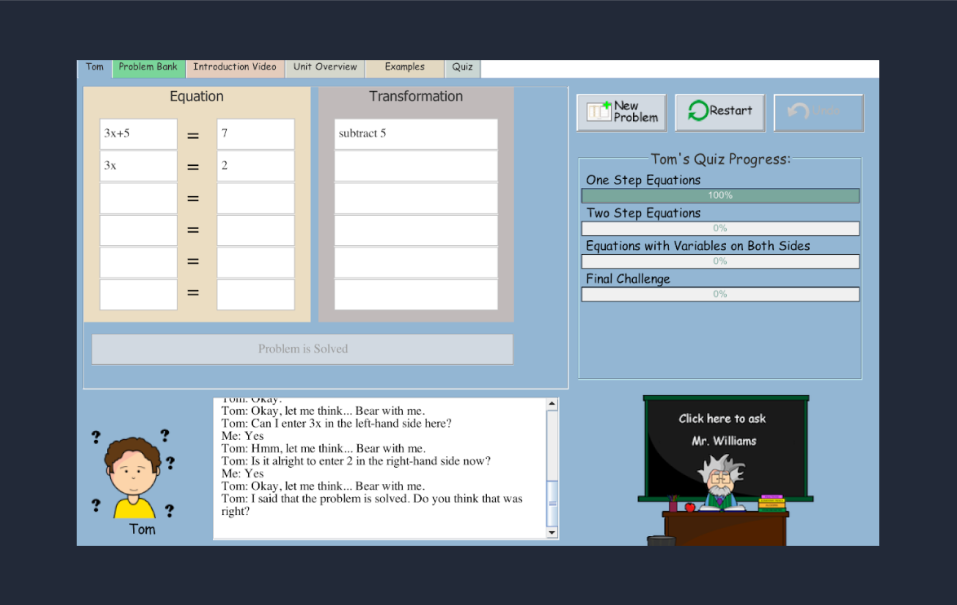 Tom Problem Bank Introduction Video Unit Overview Examples Quiz
Equation Transformation
3x+5 = 7 subtract 5
3x = 2
=
=
=
=
Problem is Solved
New
Problem
Restart
Tom's Quiz Progress:
One Step Equations
100%
Two Step Equations
0%
Equations with Variables on Both Sides
0%
Final Challenge
0%
Tom: Okay.
Tom: Okay, let me think... Bear with me.
Tom: Can I enter 3x in the left-hand side here?
Me: Yes
Tom: Hmm, let me think... Bear with me.
Tom: Is it alright to enter 2 in the right-hand side now?
Me: Yes
Tom: Okay, let me think... Bear with me.
Tom: I said that the problem is solved. Do you think that was
right?
? ? ? ? ?
Tom
Click here to ask
Mr. Williams